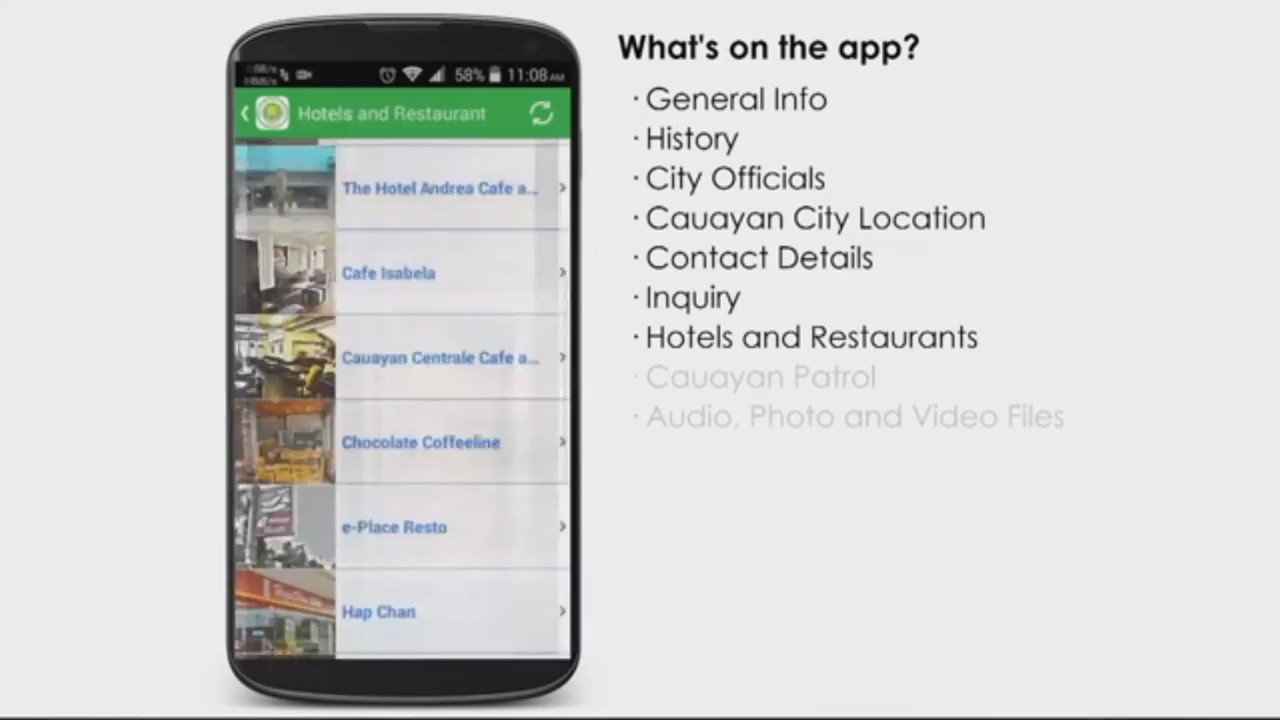 58% 11:08 AM
Hotels and Restaurant
The Hotel Andrea Cafe a...
Cafe Isabela
Cauayan Centrale Cafe a...
Chocolate Coffeeline
e-Place Resto
Hap Chan
What's on the app?
· General Info
· History
· City Officials
· Cauayan City Location
· Contact Details
· Inquiry
· Hotels and Restaurants
· Cauayan Patrol
· Audio, Photo and Video Files